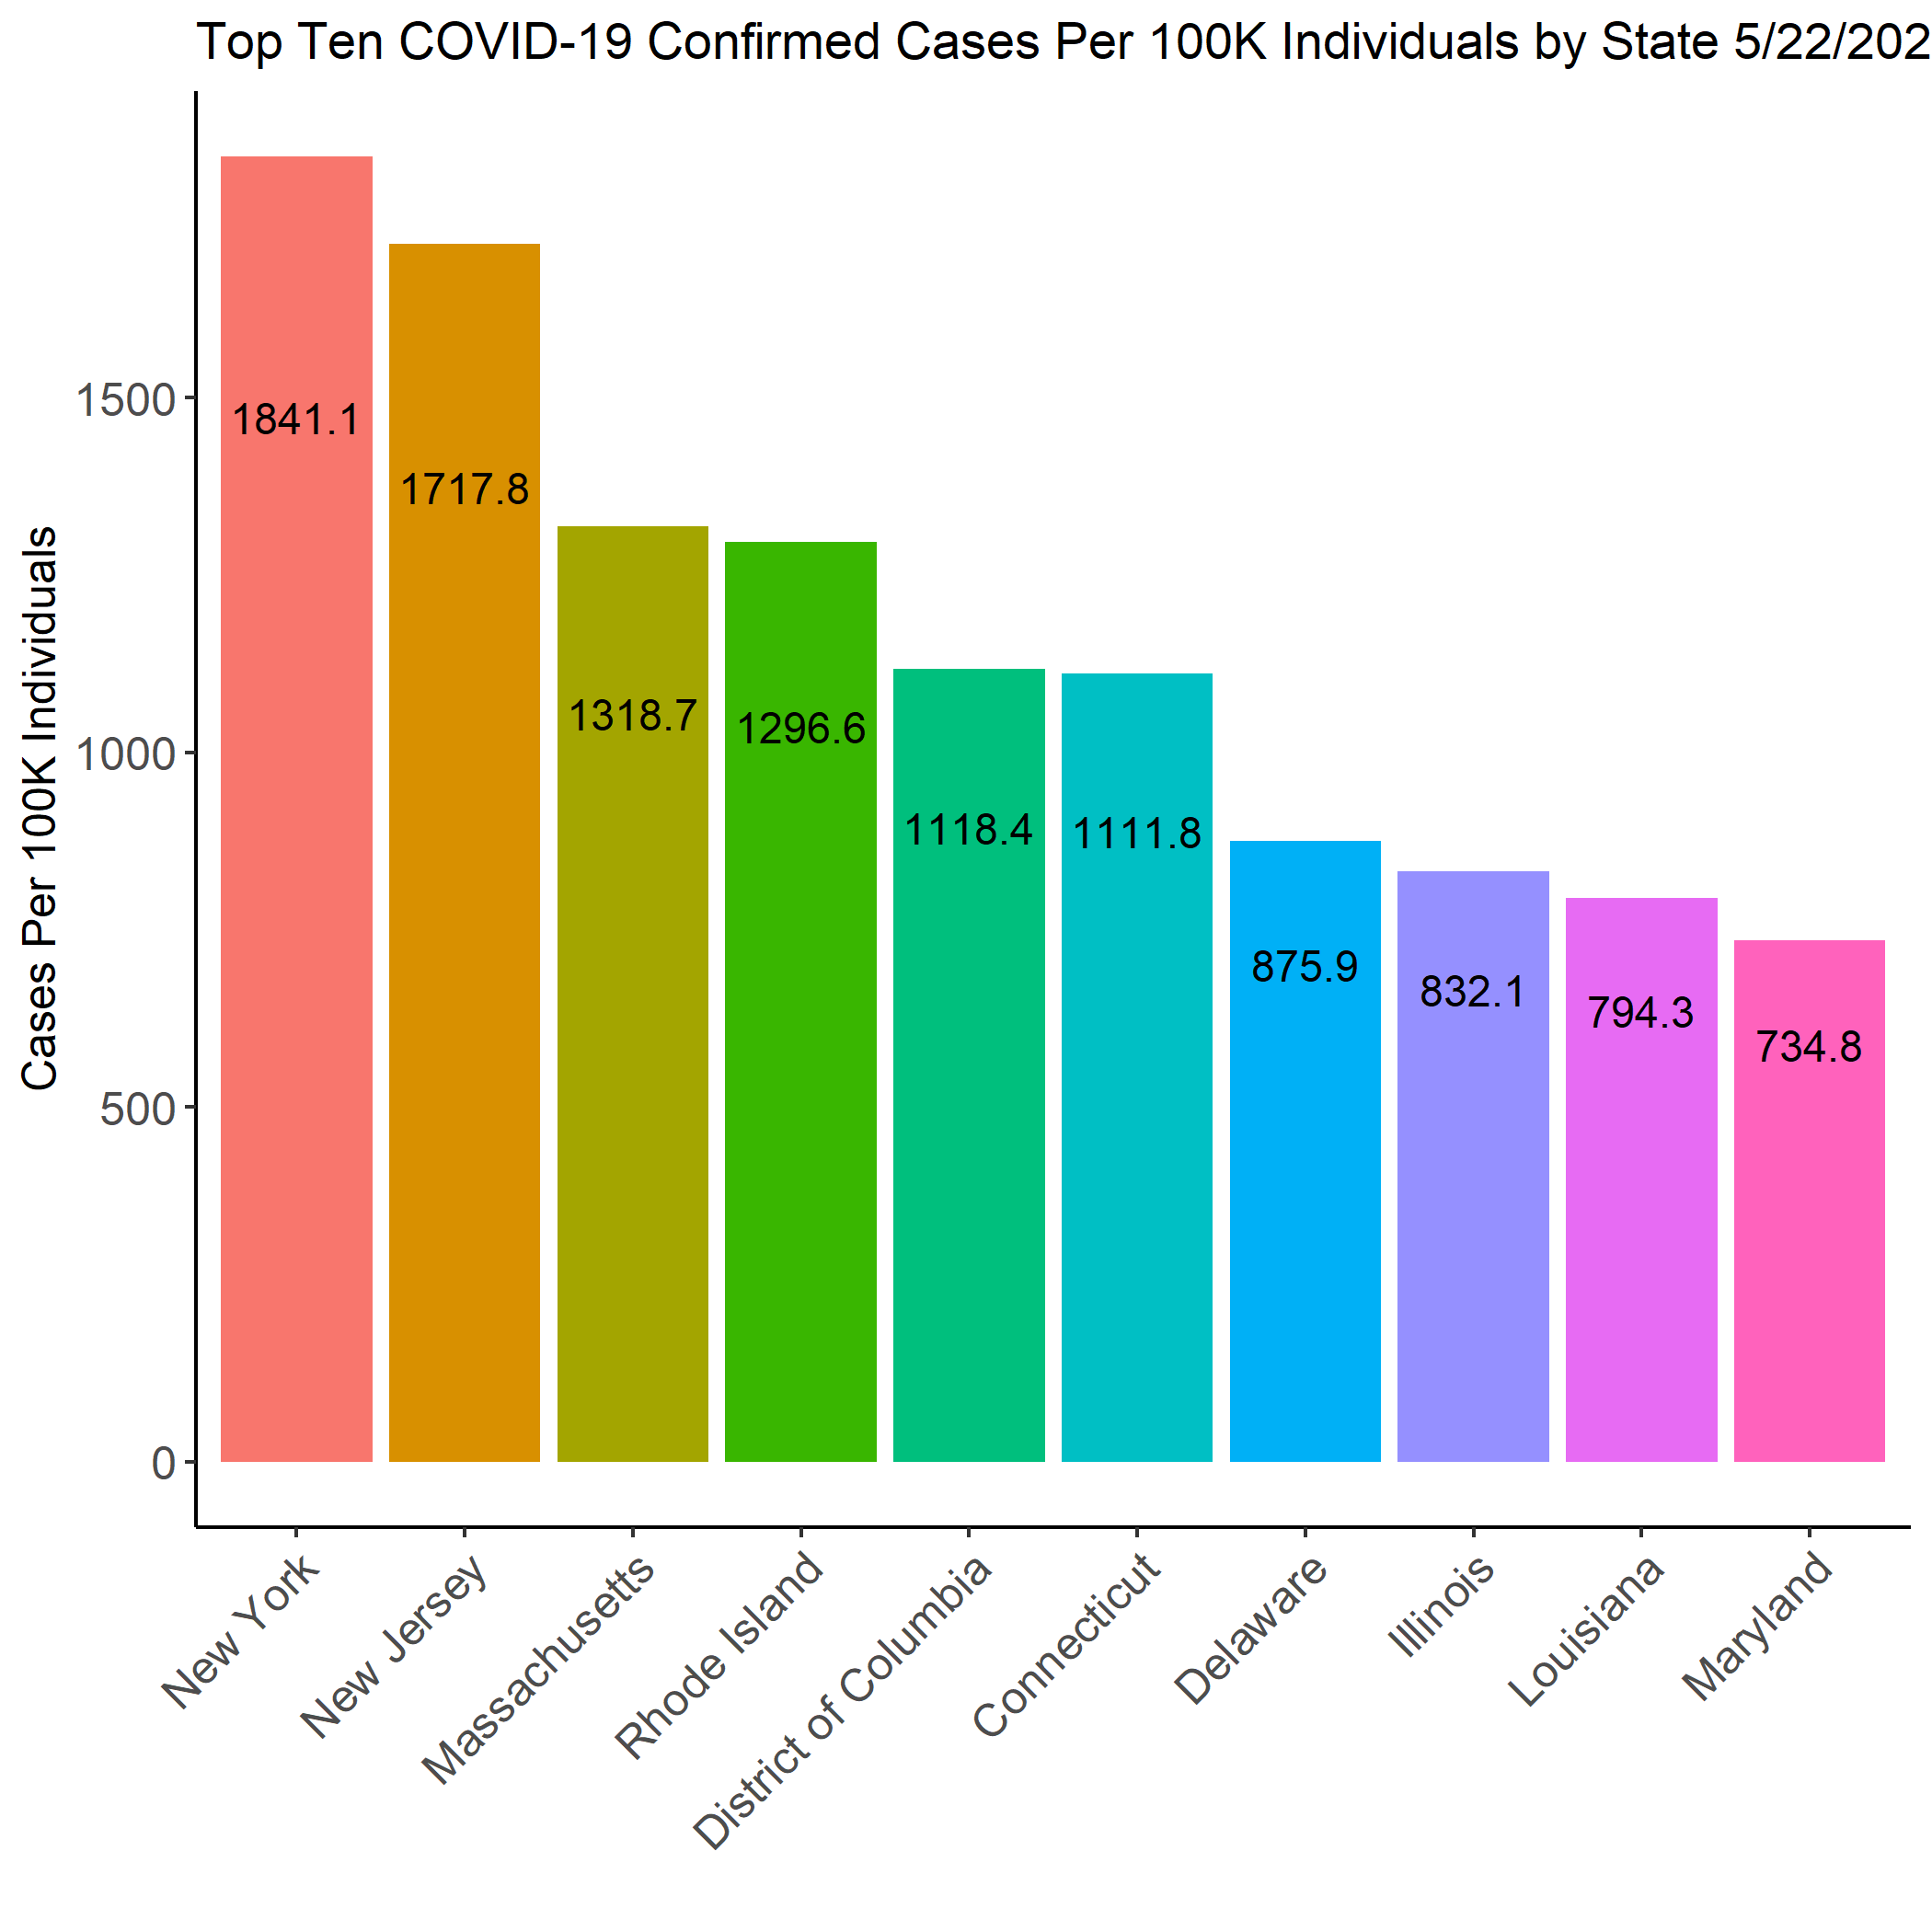 Top Ten COVID-19 Confirmed Cases Per 100K Individuals by State 5/22/202
Cases Per 100K Individuals
1500
1000
500
0
1841.1
1717.8
1318.7
1296.6
1118.4
1111.8
875.9
832.1
794.3
734.8
New York
New Jersey
Massachusetts
Rhode Island
District of Columbia
Connecticut
Delaware
Illinois
Louisiana
Maryland